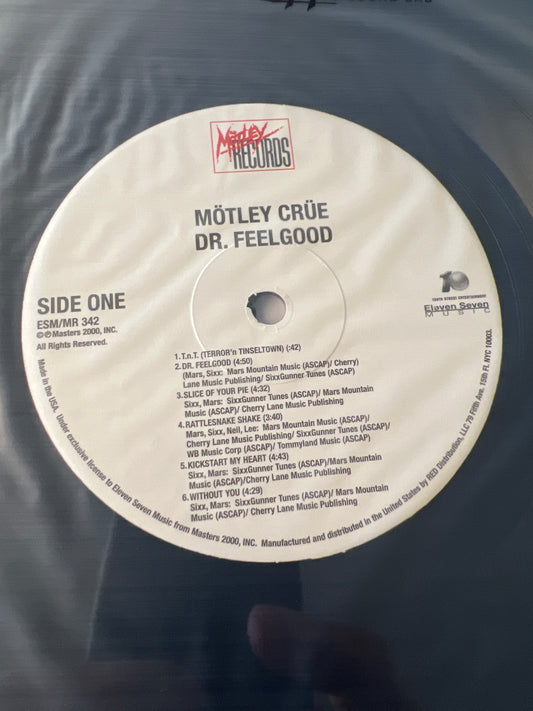 Mötley
RECORDS
MÖTLEY CRÜE
DR. FEELGOOD
SIDE ONE
ESM/MR 342
©℗Masters 2000, INC.
All Rights Reserved.
10
TENTH STREET ENTERTAINMENT
Eleven Seven
MUSIC
1.T.n.T. (TERROR'n TINSELTOWN) (:42)
2.DR. FEELGOOD (4:50)
(Mars, Sixx: Mars Mountain Music (ASCAP)/ Cherry)
Lane Music Publishing/ SixxGunner Tunes (ASCAP)
3.SLICE OF YOUR PIE (4:32)
Sixx, Mars: SixxGunner Tunes (ASCAP)/ Mars Mountain
Music (ASCAP)/ Cherry Lane Music Publishing
4.RATTLESNAKE SHAKE (3:40)
Mars, Sixx, Neil, Lee: Mars Mountain Music (ASCAP)/
Cherry Lane Music Publishing/ SixxGunner Tunes (ASCAP)/
WB Music Corp (ASCAP)/ Tommyland Music (ASCAP)
5.KICKSTART MY HEART (4:43)
Sixx, Mars: SixxGunner Tunes (ASCAP)/Mars Mountain
Music (ASCAP)/Cherry Lane Music Publishing
6.WITHOUT YOU (4:29)
Sixx, Mars: SixxGunner Tunes (ASCAP)/ Mars Mountain
Music (ASCAP)/ Cherry Lane Music Publishing
Made in the USA. Under exclusive license to Eleven Seven Music from Masters 2000, INC. Manufactured and distributed in the United States by RED Distribution, LLC 79 Fifth Ave. 15th Fl. NYC 10003.